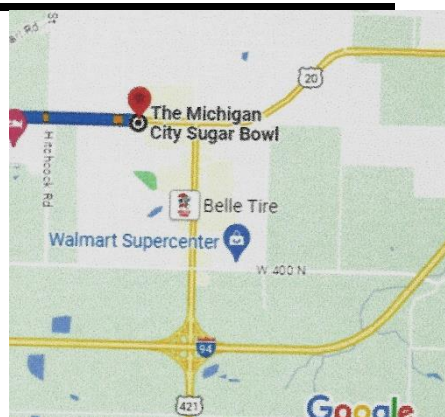 St
Rd
20
The Michigan
City Sugar Bowl
Hitchcock Rd
Belle Tire
Walmart Supercenter
W 400 N
94
421
Google